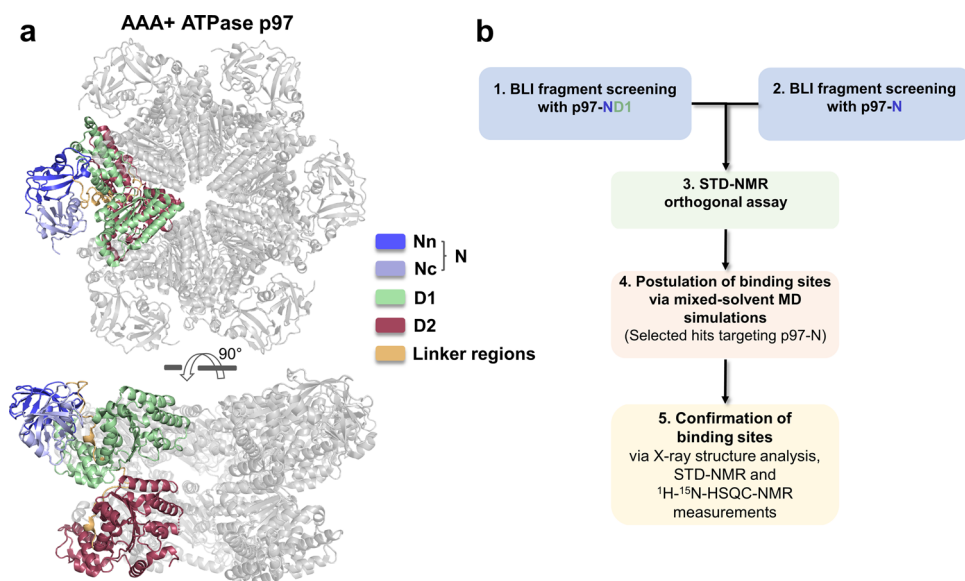 a
AAA+ ATPase p97
90°
Nn
Nc
N
D1
D2
Linker regions
b
1. BLI fragment screening
with p97-ND1
2. BLI fragment screening
with p97-N
3. STD-NMR
orthogonal assay
4. Postulation of binding sites
via mixed-solvent MD
simulations
(Selected hits targeting p97-N)
5. Confirmation of
binding sites
via X-ray structure analysis,
STD-NMR and
¹H-¹⁵N-HSQC-NMR
measurements